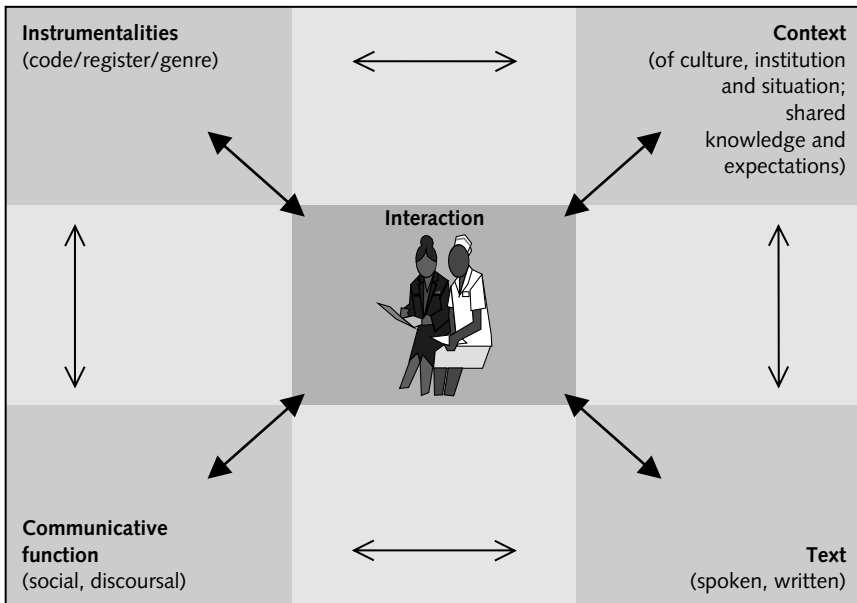 Instrumentalities
(code/register/genre)
Context
(of culture, institution
and situation;
shared
knowledge and
expectations)
Interaction
Communicative
function
(social, discoursal)
Text
(spoken, written)